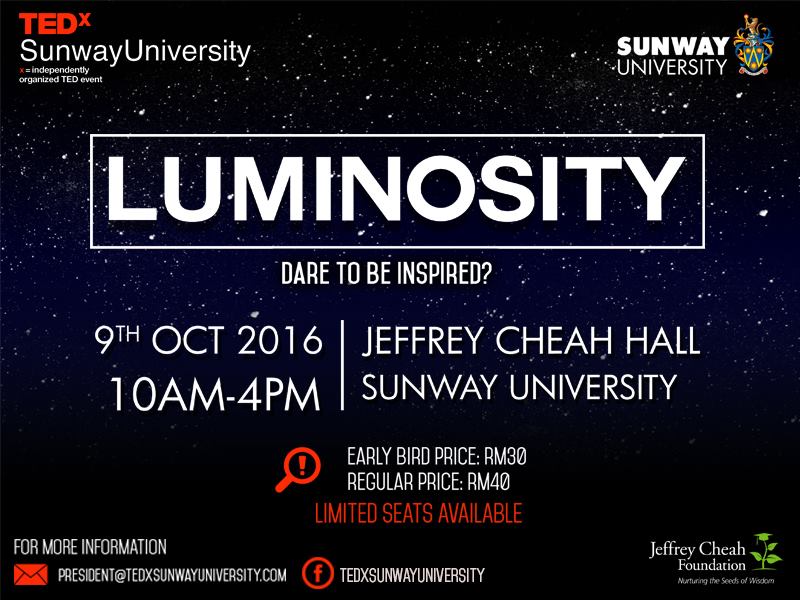 TEDx
SunwayUniversity
x = independently
organized TED event
SUNWAY
UNIVERSITY
LUMINOSITY
DARE TO BE INSPIRED?
9TH OCT 2016
10AM-4PM
JEFFREY CHEAH HALL
SUNWAY UNIVERSITY
EARLY BIRD PRICE: RM30
REGULAR PRICE: RM40
LIMITED SEATS AVAILABLE
FOR MORE INFORMATION
PRESIDENT@TEDXSUNWAYUNIVERSITY.COM
TEDXSUNWAYUNIVERSITY
Jeffrey Cheah
Foundation
Nurturing the Seeds of Wisdom